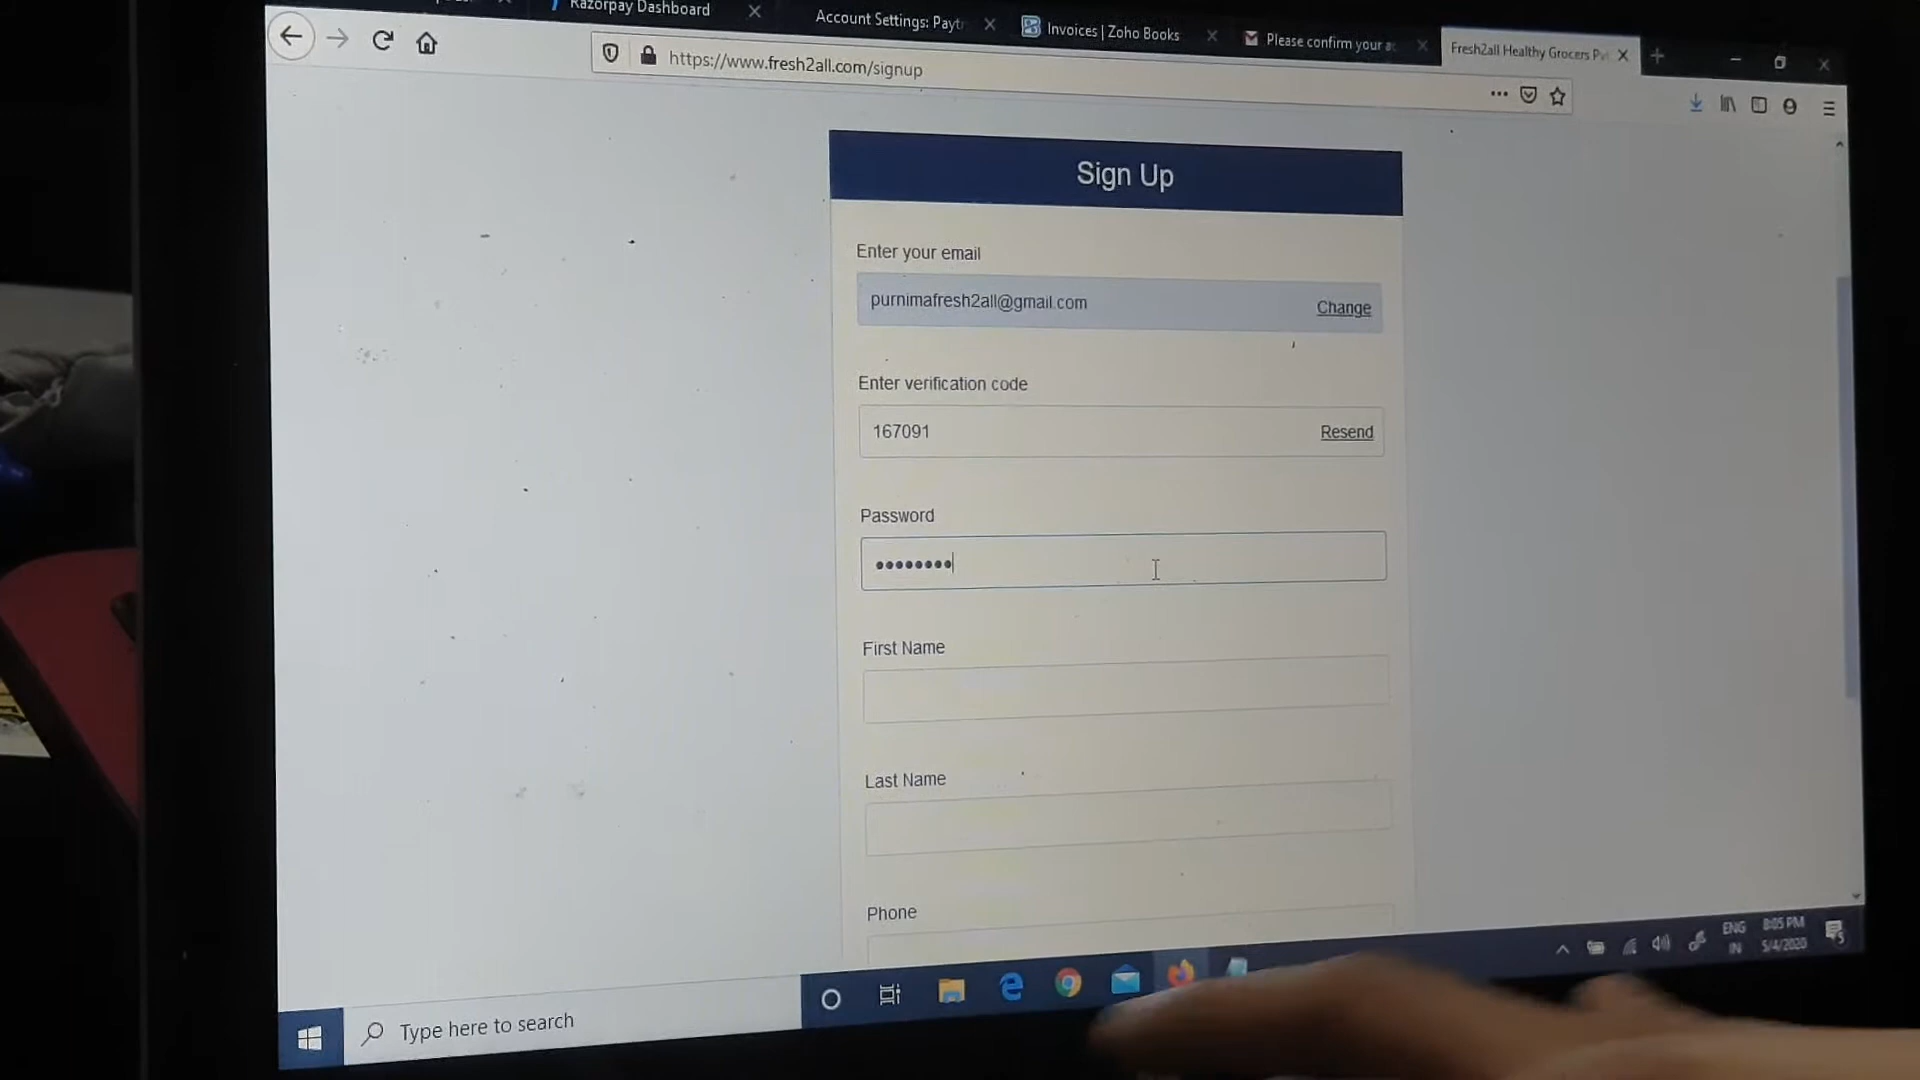 Razorpay Dashboard
Account Settings: Payt
Invoices | Zoho Books
Please confirm your a
Fresh2all Healthy Grocers Pv
https://www.fresh2all.com/signup
Sign Up
Enter your email
purnimafresh2all@gmail.com
Change
Enter verification code
167091
Resend
Password
First Name
Last Name
Phone
Type here to search
ENG
IN
8:05 PM
5/4/2020